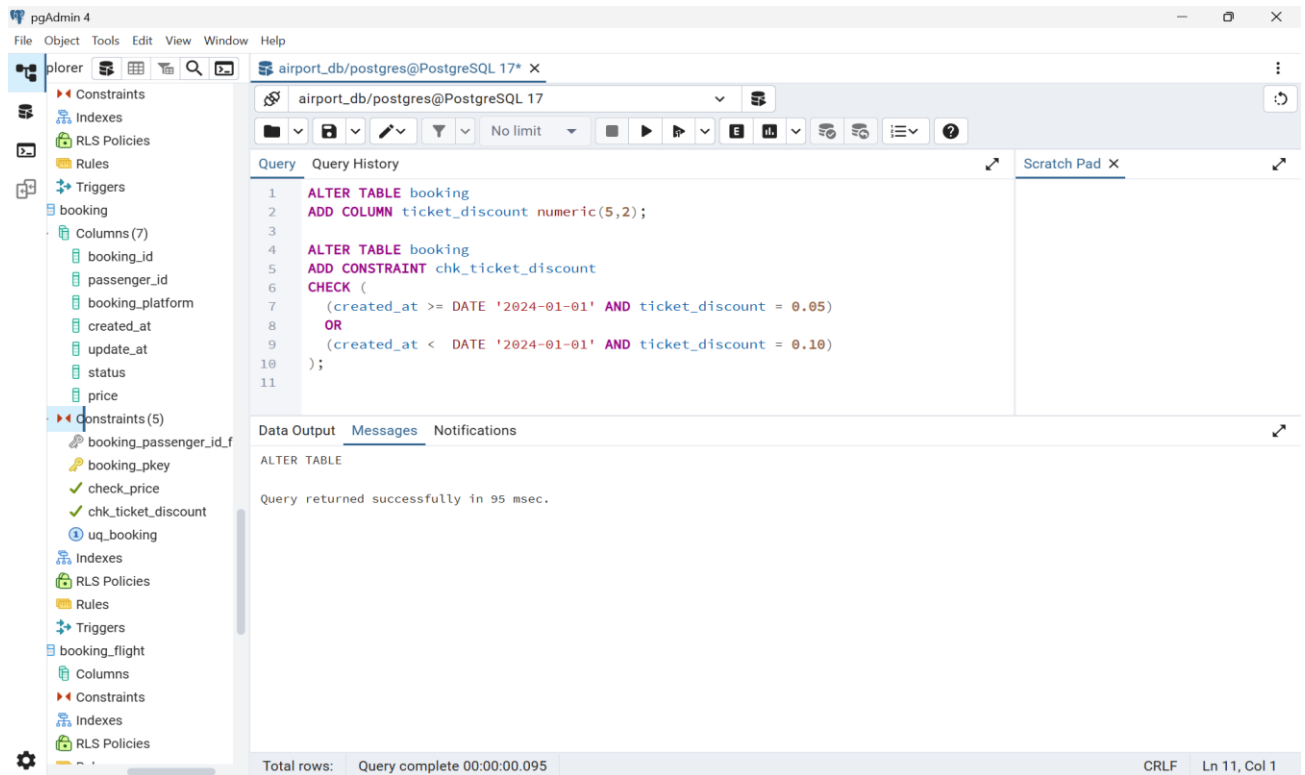 pgAdmin 4
File Object Tools Edit View Window Help
plorer
airport_db/postgres@PostgreSQL 17*
Constraints
Indexes
RLS Policies
Rules
Triggers
booking
Columns (7)
booking_id
passenger_id
booking_platform
created_at
update_at
status
price
Constraints (5)
booking_passenger_id_f
booking_pkey
check_price
chk_ticket_discount
uq_booking
Indexes
RLS Policies
Rules
Triggers
booking_flight
Columns
Constraints
Indexes
RLS Policies
airport_db/postgres@PostgreSQL 17
No limit
E
Query Query History
Scratch Pad
1 ALTER TABLE booking
2 ADD COLUMN ticket_discount numeric(5,2);
3
4 ALTER TABLE booking
5 ADD CONSTRAINT chk_ticket_discount
6 CHECK (
7 (created_at >= DATE '2024-01-01' AND ticket_discount = 0.05)
8 OR
9 (created_at < DATE '2024-01-01' AND ticket_discount = 0.10)
10 );
11
Data Output Messages Notifications
ALTER TABLE
Query returned successfully in 95 msec.
Total rows: Query complete 00:00:00.095
CRLF Ln 11, Col 1